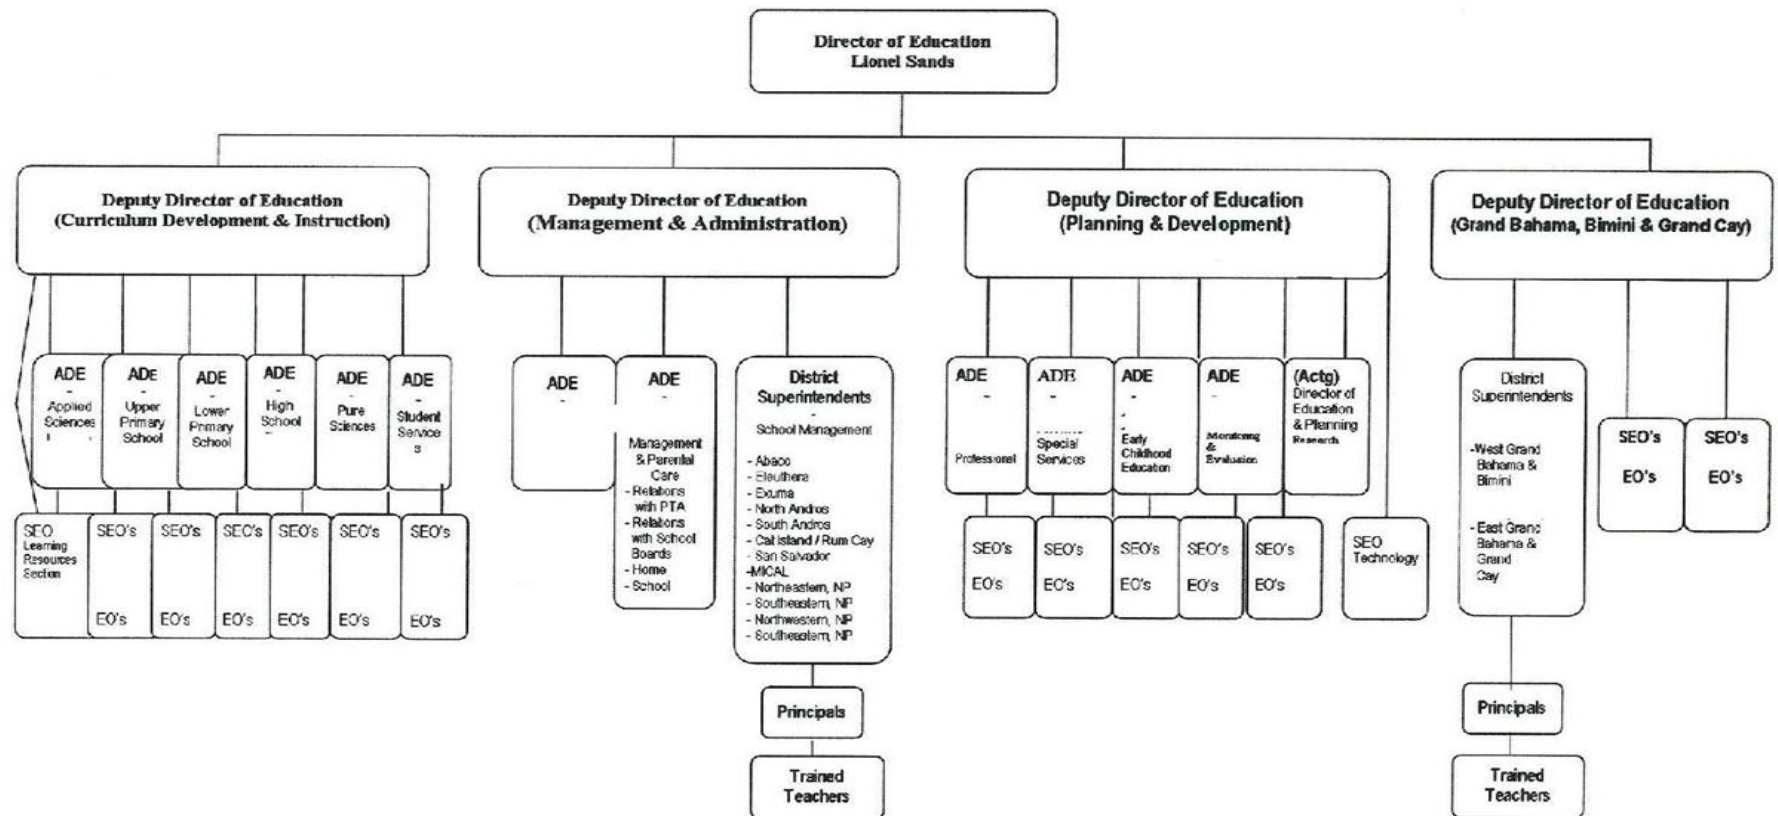 Director of Education
Lionel Sands
Deputy Director of Education
(Curriculum Development & Instruction)
Deputy Director of Education
(Management & Administration)
Deputy Director of Education
(Planning & Development)
Deputy Director of Education
(Grand Bahama, Bimini & Grand Cay)
ADE
-
Applied
Sciences
ADE
-
Upper
Primary
School
ADE
-
Lower
Primary
School
ADE
-
High
School
ADE
-
Pure
Sciences
ADE
-
Student
Service
s
SEO
Learning
Resources
Section
SEO's
EO's
SEO's
EO's
SEO's
EO's
SEO's
EO's
SEO's
EO's
SEO's
EO's
ADE
-
ADE
-
Management
& Parental
Care
- Relations
with PTA
- Relations
with School
Boards
- Home
- School
District
Superintendents
-
School Management
- Abaco
- Eleuthera
- Exuma
- North Andros
- South Andros
- Cat Island / Rum Cay
- San Salvador
-MICAL
- Northeastern, NP
- Southeastern, NP
- Northwestern, NP
- Southeastern, NP
Principals
Trained
Teachers
ADE
-
Professional
ADE
-
Special
Services
ADE
-
Early
Childhood
Education
ADE
-
Monitoring
&
Evaluation
(Actg)
Director of
Education
& Planning
Research
SEO's
EO's
SEO's
EO's
SEO's
EO's
SEO's
EO's
SEO's
EO's
SEO
Technology
District
Superintendents
-West Grand
Bahama &
Bimini
- East Grand
Bahama &
Grand
Cay
SEO's
EO's
SEO's
EO's
Principals
Trained
Teachers